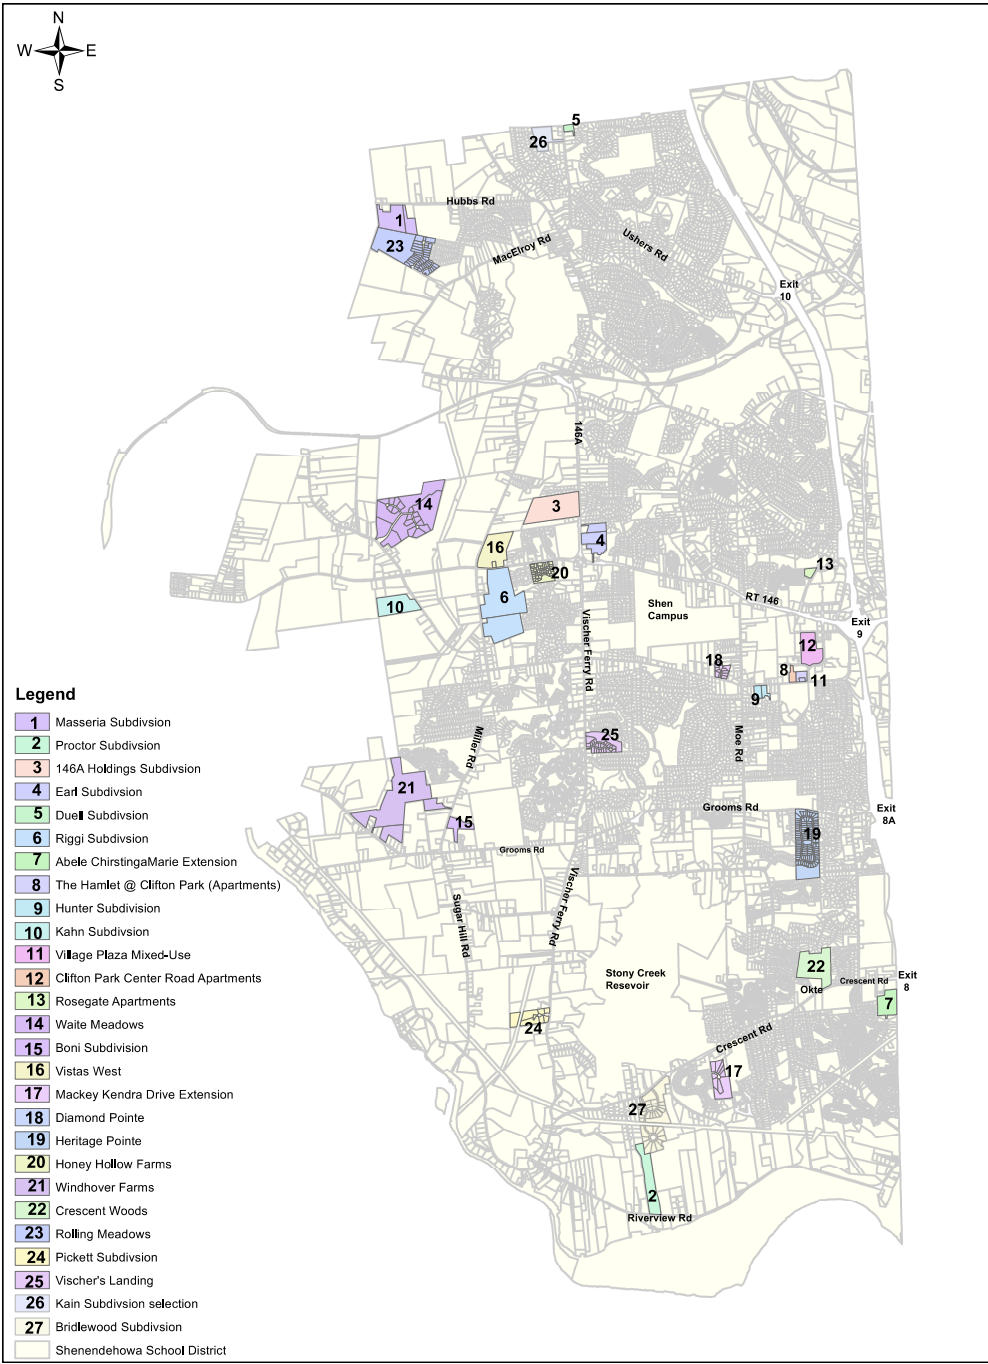 N
W E
S
5
26
Hubbs Rd
1
23
MacElroy Rd
Ushers Rd
Exit
10
146A
14
3
16
4
20
13
6
10
RT 146
Shen
Campus
Vischer Ferry Rd
Exit
9
12
18
8
11
9
Miller Rd
25
Moe Rd
21
15
Grooms Rd
Exit
8A
19
Grooms Rd
Vischer Ferry Rd
Sugar Hill Rd
Stony Creek
Resevoir
22
Crescent Rd
Okte
Exit
8
7
24
Crescent Rd
17
27
2
Riverview Rd
Legend
1 Masseria Subdivsion
2 Proctor Subdivsion
3 146A Holdings Subdivsion
4 Earl Subdivsion
5 Duell Subdivsion
6 Riggi Subdivsion
7 Abele ChirstingaMarie Extension
8 The Hamlet @ Clifton Park (Apartments)
9 Hunter Subdivision
10 Kahn Subdivsion
11 Village Plaza Mixed-Use
12 Clifton Park Center Road Apartments
13 Rosegate Apartments
14 Waite Meadows
15 Boni Subdivision
16 Vistas West
17 Mackey Kendra Drive Extension
18 Diamond Pointe
19 Heritage Pointe
20 Honey Hollow Farms
21 Windhover Farms
22 Crescent Woods
23 Rolling Meadows
24 Pickett Subdivsion
25 Vischer's Landing
26 Kain Subdivsion selection
27 Bridlewood Subdivsion
Shenendehowa School District